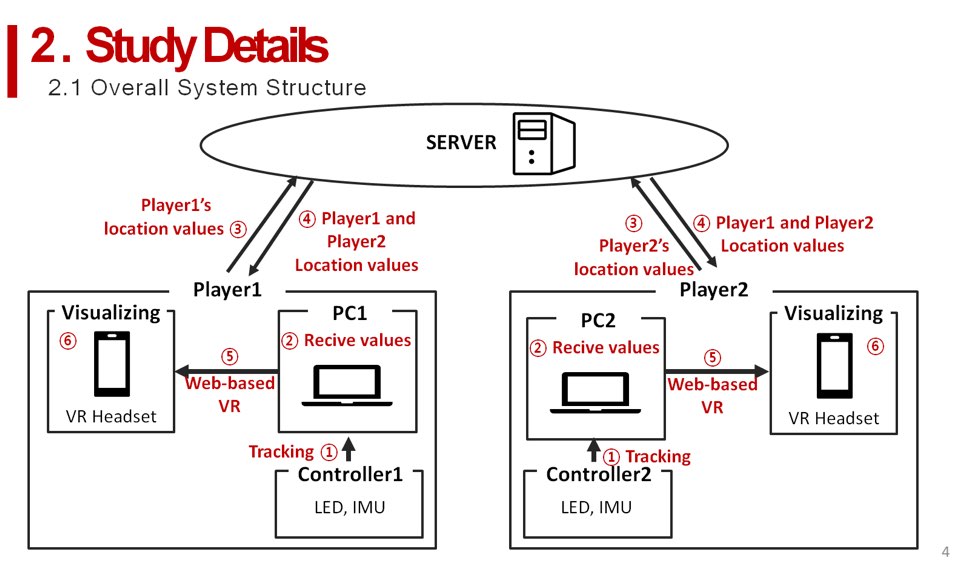 2. Study Details
2.1 Overall System Structure
SERVER
Player1's
location values ③
④ Player1 and
Player2
Location values
③
Player2's
location values
④ Player1 and Player2
Location values
Player1
Visualizing
⑥
VR Headset
⑤
Web-based
VR
PC1
② Recive values
Tracking ①
Controller1
LED, IMU
Player2
PC2
② Recive values
⑤
Web-based
VR
Visualizing
⑥
VR Headset
① Tracking
Controller2
LED, IMU
4